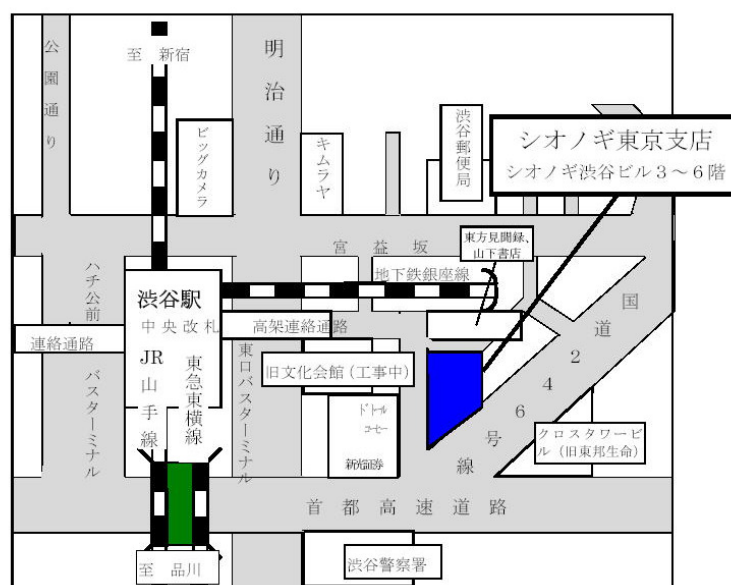 公園通り
至 新宿
明治通り
ビッグカメラ
キムラヤ
渋谷郵便局
シオノギ東京支店
シオノギ渋谷ビル3~6階
宮益坂
東方見聞録、
山下書店
地下鉄銀座線
ハチ公前
渋谷駅
中央改札
高架連絡通路
連絡通路
国道246号線
JR山手線
東急東横線
東口バスターミナル
旧文化会館(工事中)
バスターミナル
ドトール
コーヒー
新光証券
クロスタワービ
ル(旧東邦生命)
首都高速道路
至 品川
渋谷警察署